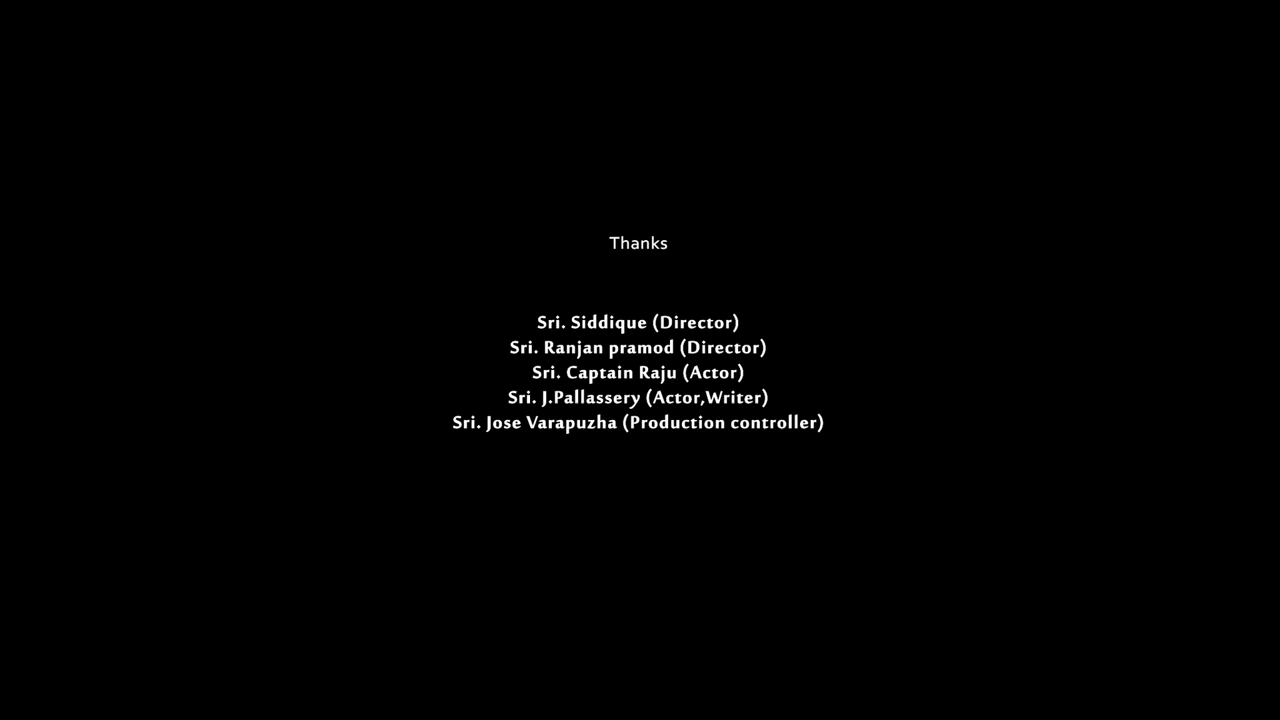 Thanks
Sri. Siddique (Director)
Sri. Ranjan pramod (Director)
Sri. Captain Raju (Actor)
Sri. J.Pallassery (Actor,Writer)
Sri. Jose Varapuzha (Production controller)